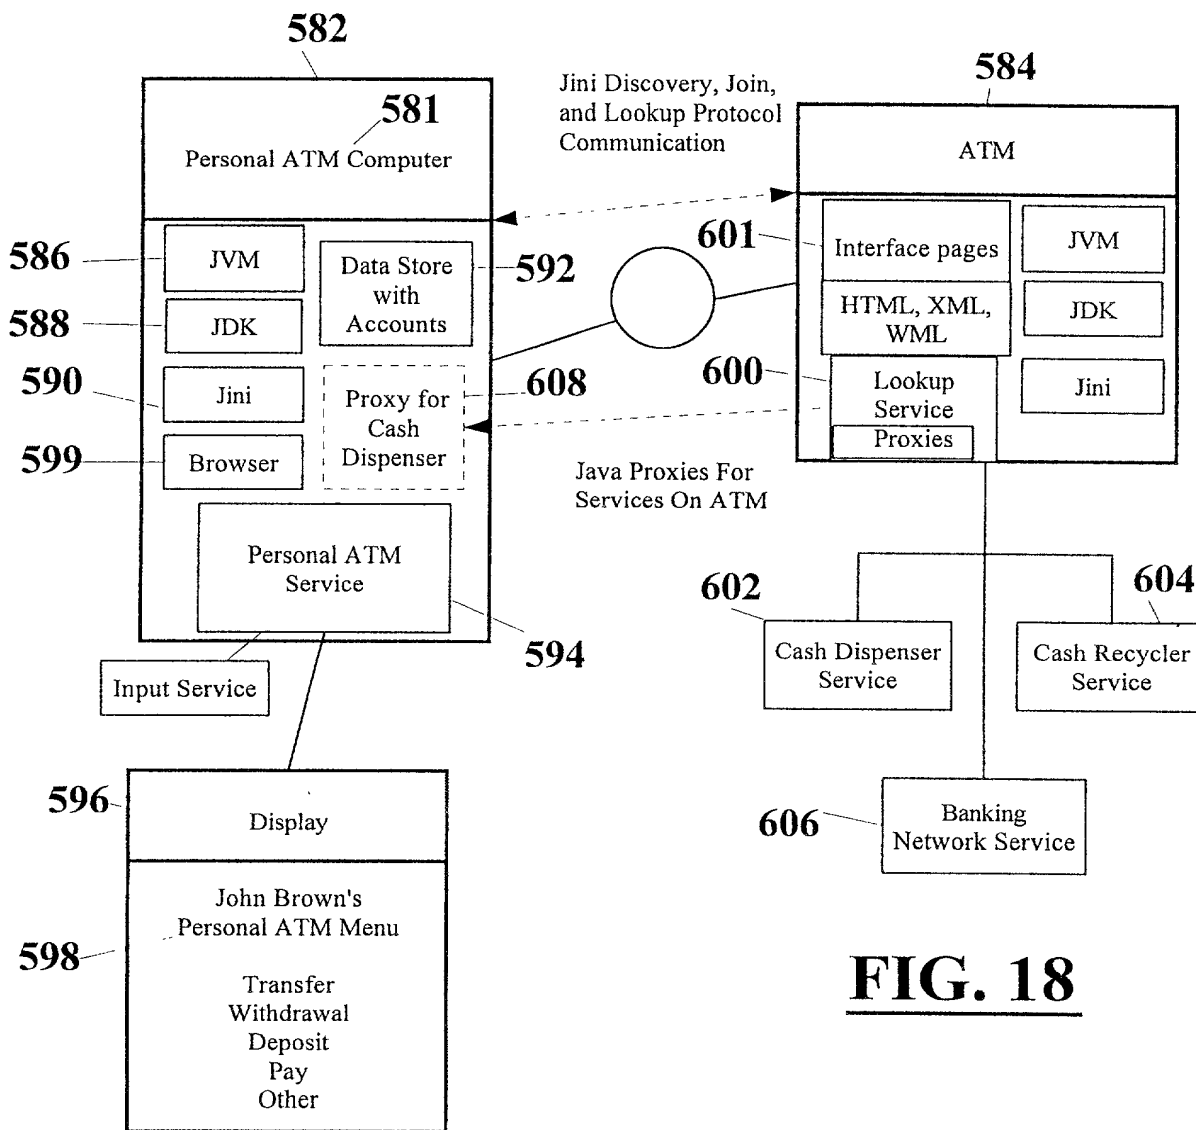 582
581
Personal ATM Computer
Jini Discovery, Join,
and Lookup Protocol
Communication
584
ATM
586
JVM
588
JDK
590
Jini
599
Browser
Data Store
with
Accounts
592
Proxy for
Cash
Dispenser
608
Personal ATM
Service
594
Input Service
601
Interface pages
HTML, XML,
WML
600
Lookup
Service
Proxies
JVM
JDK
Jini
Java Proxies For
Services On ATM
602
Cash Dispenser
Service
604
Cash Recycler
Service
606
Banking
Network Service
596
Display
598
John Brown's
Personal ATM Menu
Transfer
Withdrawal
Deposit
Pay
Other
FIG. 18